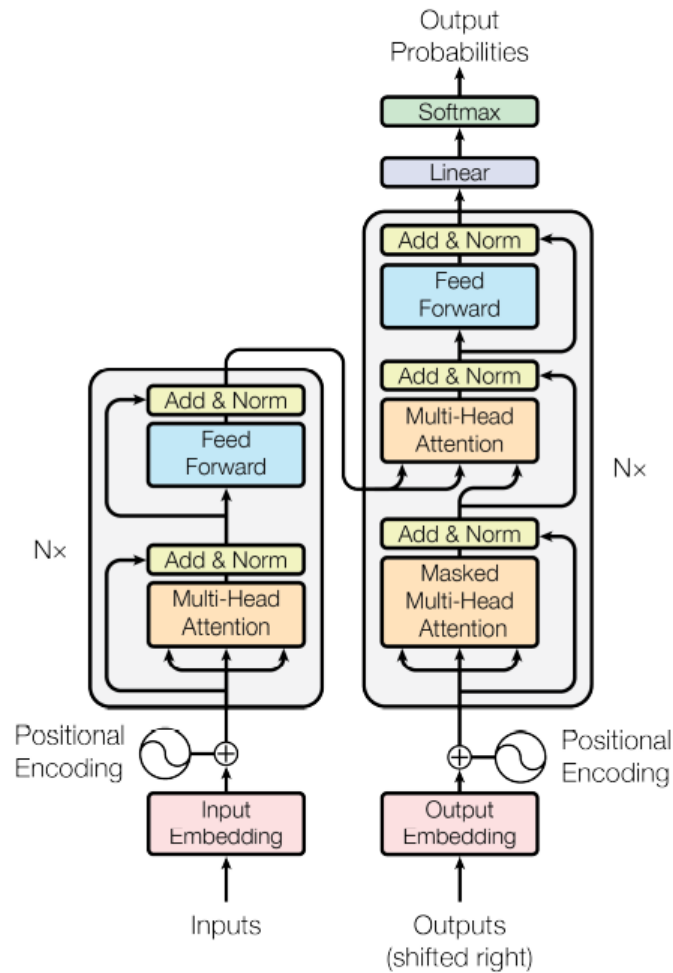 Output
Probabilities
Softmax
Linear
Add & Norm
Feed
Forward
Add & Norm
Multi-Head
Attention
Add & Norm
Masked
Multi-Head
Attention
N×
Add & Norm
Feed
Forward
Add & Norm
Multi-Head
Attention
N×
Positional
Encoding
Positional
Encoding
Input
Embedding
Output
Embedding
Inputs
Outputs
(shifted right)